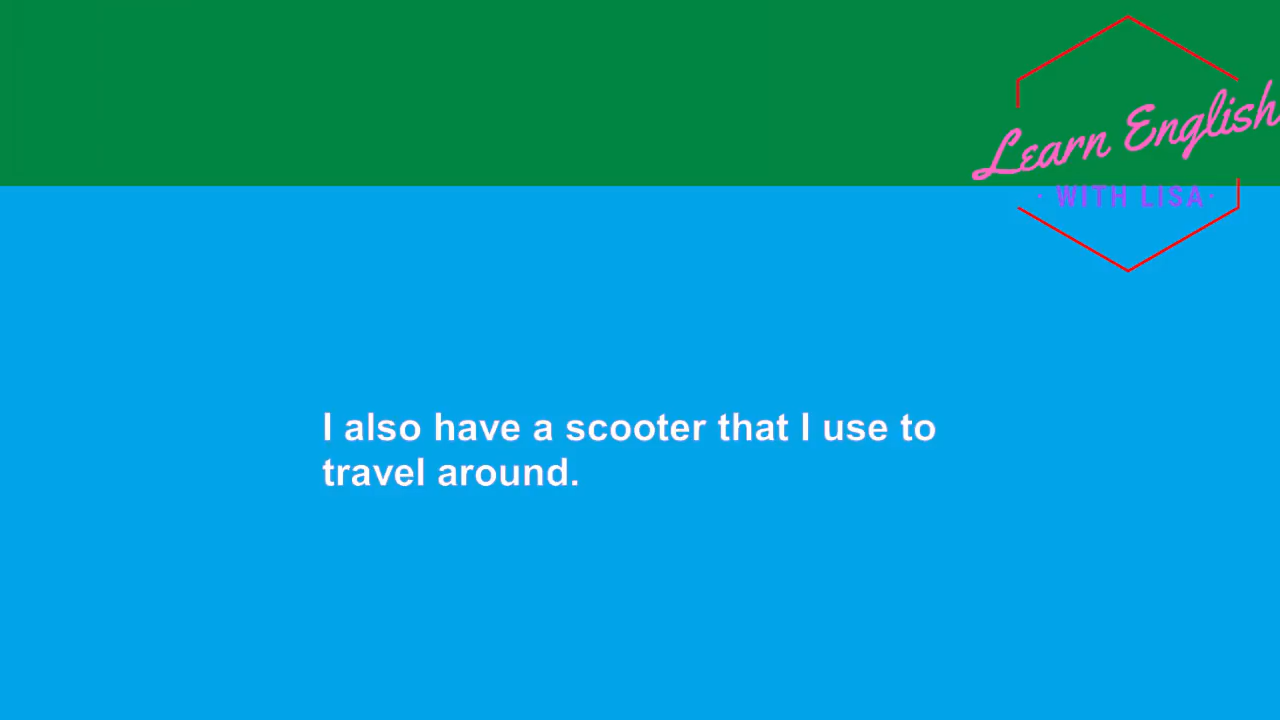 Learn English
· WITH LISA ·
I also have a scooter that I use to
travel around.